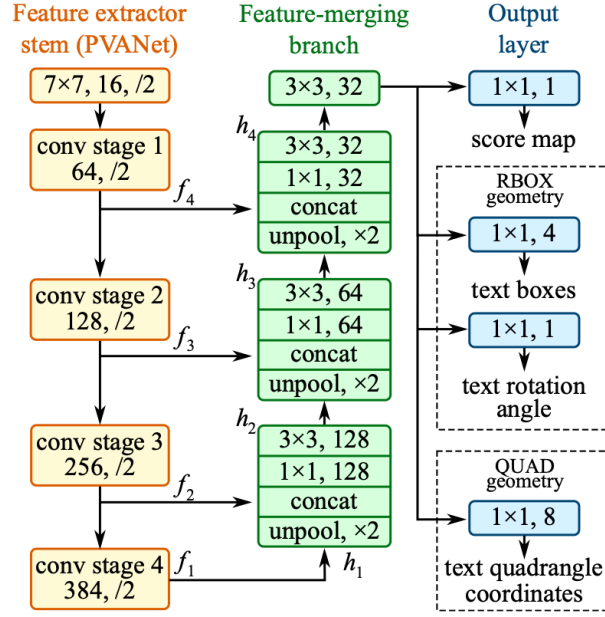 Feature extractor
stem (PVANet)
7×7, 16, /2
conv stage 1
64, /2
f4
conv stage 2
128, /2
f3
conv stage 3
256, /2
f2
conv stage 4
384, /2
f1
Feature-merging
branch
3×3, 32
h4
3×3, 32
1×1, 32
concat
unpool, ×2
h3
3×3, 64
1×1, 64
concat
unpool, ×2
h2
3×3, 128
1×1, 128
concat
unpool, ×2
h1
Output
layer
1×1, 1
score map
RBOX
geometry
1×1, 4
text boxes
1×1, 1
text rotation
angle
QUAD
geometry
1×1, 8
text quadrangle
coordinates